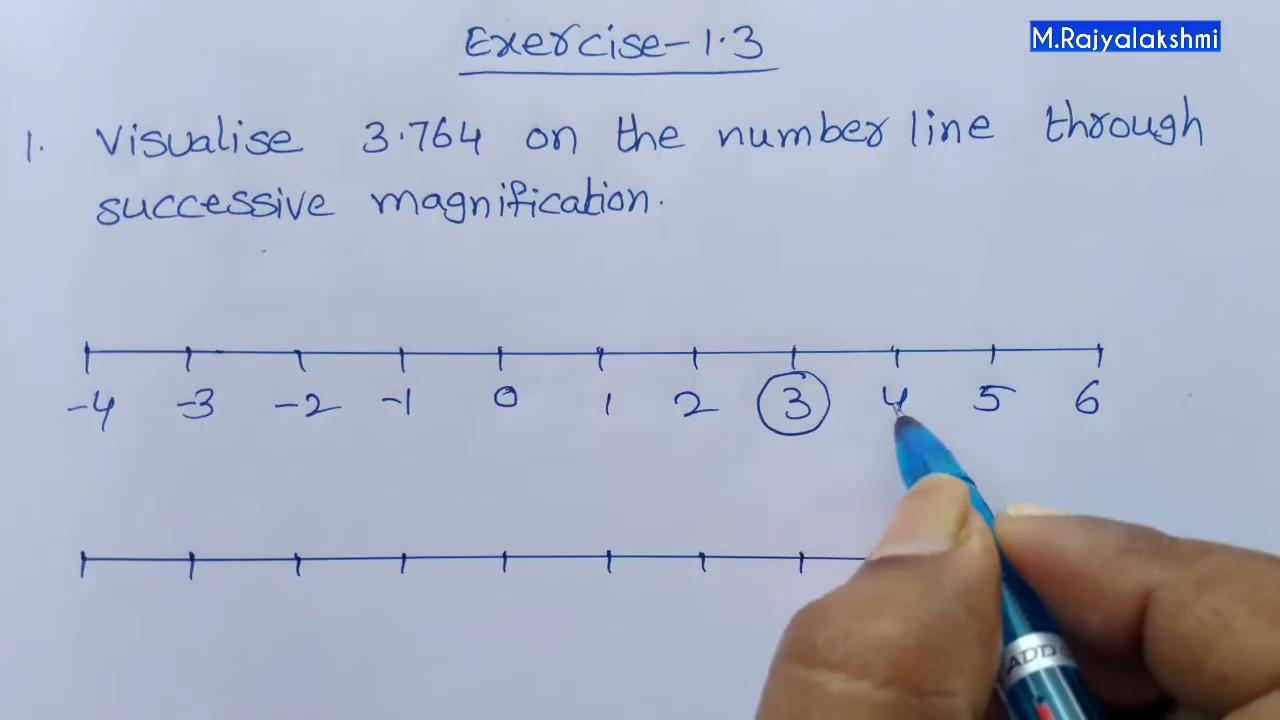 Exercise-1.3
M.Rajyalakshmi
1. Visualise 3.764 on the number line through
successive magnification.
-4 -3 -2 -1 0 1 2 3 4 5 6
ADD